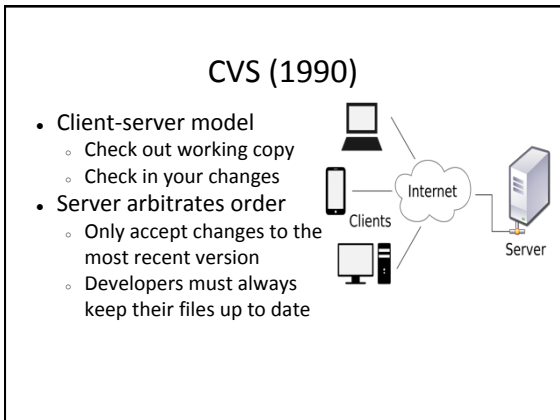 CVS (1990)
• Client-server model
◦ Check out working copy
◦ Check in your changes
• Server arbitrates order
◦ Only accept changes to the
most recent version
◦ Developers must always
keep their files up to date
Internet
Clients
Server